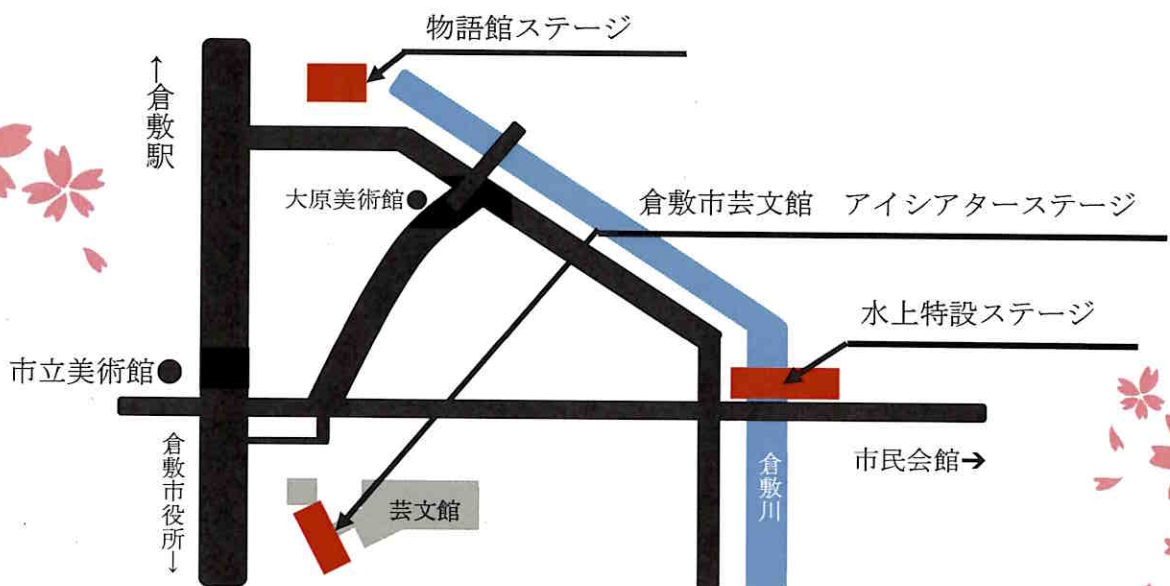 物語館ステージ
↑倉敷駅
大原美術館●
倉敷市芸文館　アイシアターステージ
水上特設ステージ
市立美術館●
倉敷市役所↓
市民会館→
倉敷川
芸文館